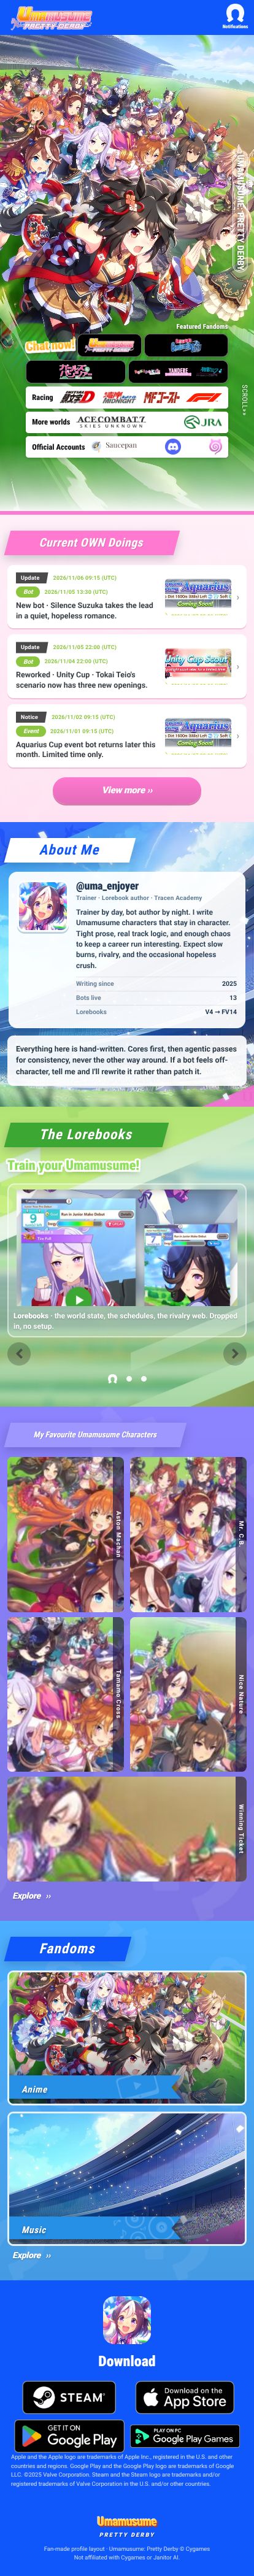 Umamusume
PRETTY DERBY
Notifications
UMAMUSUME: PRETTY DERBY
Featured Fandoms
Chat now!
Umamusume
PRETTY DERBY
SCROLL
Racing
MIDNIGHT
F1
More worlds
ACE COMBAT 7
SKIES UNKNOWN
JRA
Official Accounts
Saucepan
Current OWN Doings
Update
2026/11/06 09:15 (UTC)
Bot
2026/11/05 13:30 (UTC)
New bot · Silence Suzuka takes the lead
in a quiet, hopeless romance.
Aquarius
Coming Soon!
Update
2026/11/05 22:00 (UTC)
Bot
2026/11/04 23:00 (UTC)
Reworked · Unity Cup · Tokai Teio's
scenario now has three new openings.
Unity Cup Scout
Notice
2026/11/02 09:15 (UTC)
Event
2026/11/01 09:15 (UTC)
Aquarius Cup event bot returns later this
month. Limited time only.
Aquarius
Coming Soon!
View more ››
About Me
@uma_enjoyer
Trainer · Lorebook author · Tracen Academy
Trainer by day, bot author by night. I write
Umamusume characters that stay in character.
Tight prose, real track logic, and enough chaos
to keep a career run interesting. Expect slow
burns, rivalry, and the occasional hopeless
crush.
Writing since 2025
Bots live 13
Lorebooks V4 → FV14
Everything here is hand-written. Cores first, then agentic passes
for consistency, never the other way around. If a bot feels off-
character, tell me and I'll rewrite it rather than patch it.
The Lorebooks
Train your Umamusume!
Lorebooks · the world state, the schedules, the rivalry web. Dropped
in, no setup.
My Favourite Umamusume Characters
Aston Machan
Mr. C.B.
Tamamo Cross
Nice Nature
Winning Ticket
Explore ››
Fandoms
Anime
Music
Explore ››
Download
STEAM
Download on the
App Store
GET IT ON
Google Play
PLAY ON PC
Google Play Games
Apple and the Apple logo are trademarks of Apple Inc., registered in the U.S. and other
countries and regions. Google Play and the Google Play logo are trademarks of Google
LLC. ©2025 Valve Corporation. Steam and the Steam logo are trademarks and/or
registered trademarks of Valve Corporation in the U.S. and/or other countries.
Umamusume
PRETTY DERBY
Fan-made profile layout · Umamusume: Pretty Derby © Cygames
Not affiliated with Cygames or Janitor AI.